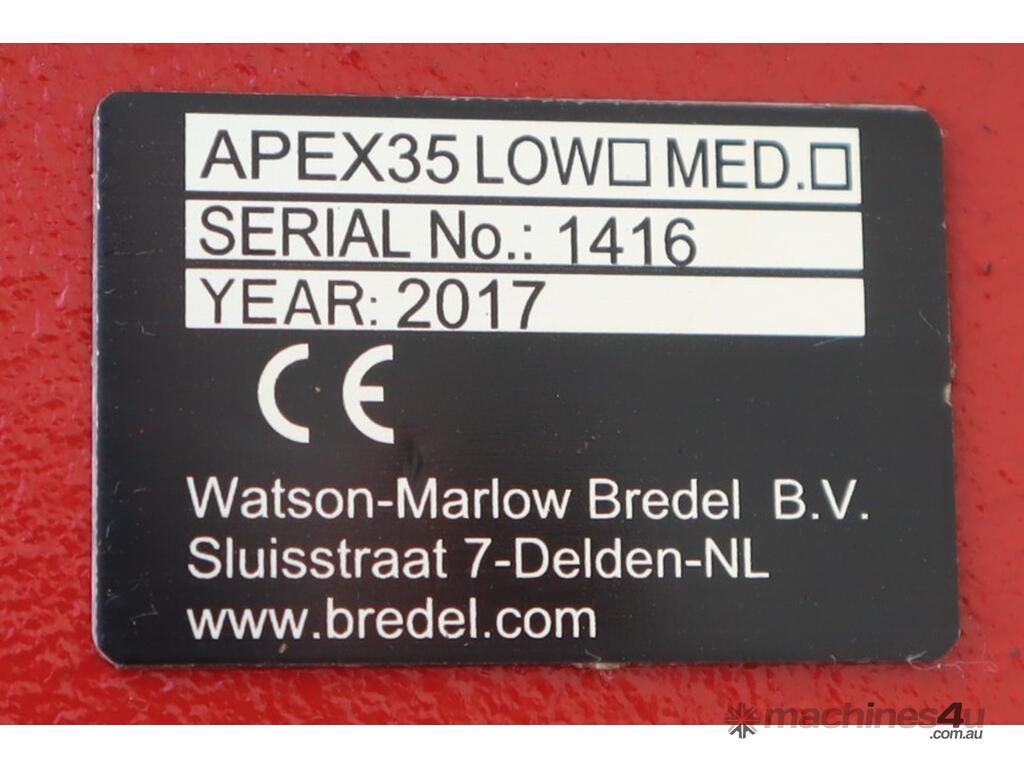 APEX35 LOW☐ MED.☐
SERIAL No.: 1416
YEAR: 2017
CE
Watson-Marlow Bredel B.V.
Sluisstraat 7-Delden-NL
www.bredel.com
machines4u
.com.au